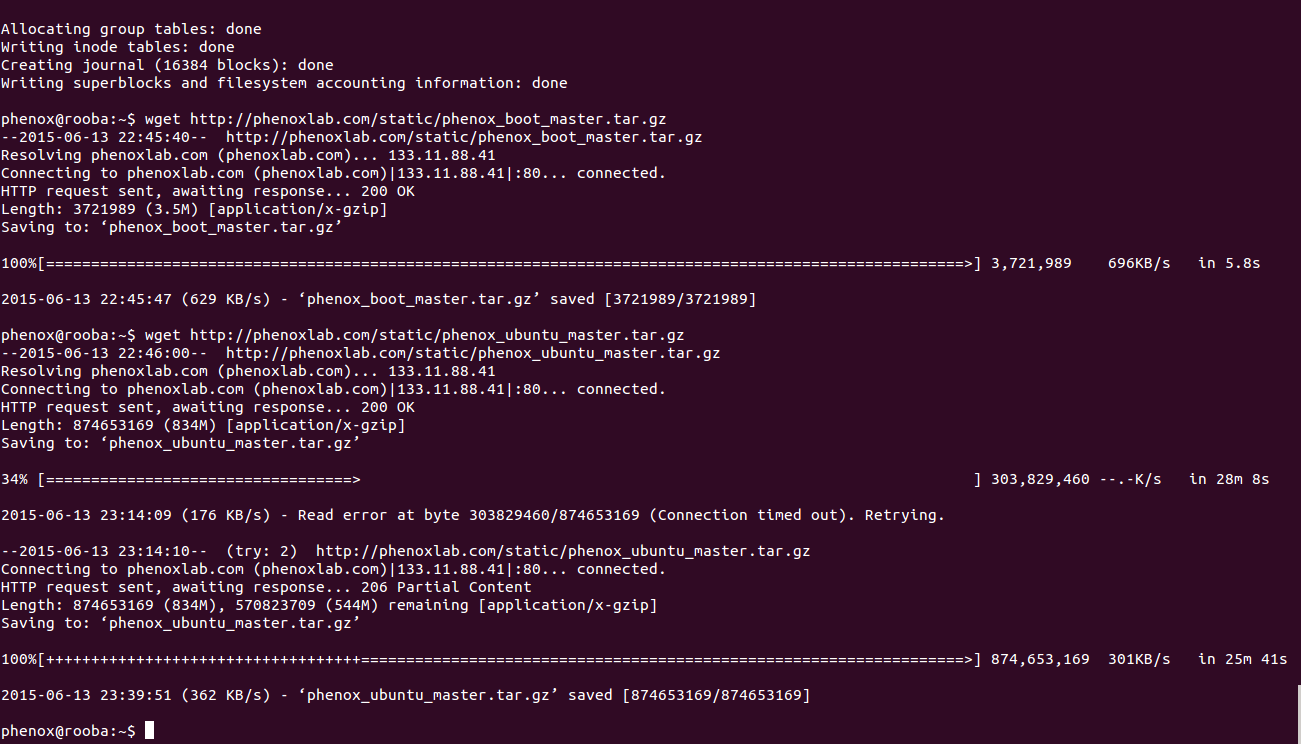 Allocating group tables: done
Writing inode tables: done
Creating journal (16384 blocks): done
Writing superblocks and filesystem accounting information: done
phenox@rooba:~$ wget http://phenoxlab.com/static/phenox_boot_master.tar.gz
--2015-06-13 22:45:40--  http://phenoxlab.com/static/phenox_boot_master.tar.gz
Resolving phenoxlab.com (phenoxlab.com)... 133.11.88.41
Connecting to phenoxlab.com (phenoxlab.com)|133.11.88.41|:80... connected.
HTTP request sent, awaiting response... 200 OK
Length: 3721989 (3.5M) [application/x-gzip]
Saving to: ‘phenox_boot_master.tar.gz’
100%[======================================================================================================>] 3,721,989    696KB/s   in 5.8s
2015-06-13 22:45:47 (629 KB/s) - ‘phenox_boot_master.tar.gz’ saved [3721989/3721989]
phenox@rooba:~$ wget http://phenoxlab.com/static/phenox_ubuntu_master.tar.gz
--2015-06-13 22:46:00--  http://phenoxlab.com/static/phenox_ubuntu_master.tar.gz
Resolving phenoxlab.com (phenoxlab.com)... 133.11.88.41
Connecting to phenoxlab.com (phenoxlab.com)|133.11.88.41|:80... connected.
HTTP request sent, awaiting response... 200 OK
Length: 874653169 (834M) [application/x-gzip]
Saving to: ‘phenox_ubuntu_master.tar.gz’
34% [==================================>                                                                    ] 303,829,460 --.-K/s   in 28m 8s
2015-06-13 23:14:09 (176 KB/s) - Read error at byte 303829460/874653169 (Connection timed out). Retrying.
--2015-06-13 23:14:10--  (try: 2)  http://phenoxlab.com/static/phenox_ubuntu_master.tar.gz
Connecting to phenoxlab.com (phenoxlab.com)|133.11.88.41|:80... connected.
HTTP request sent, awaiting response... 206 Partial Content
Length: 874653169 (834M), 570823709 (544M) remaining [application/x-gzip]
Saving to: ‘phenox_ubuntu_master.tar.gz’
100%[+++++++++++++++++++++++++++++++++++===================================================================>] 874,653,169  301KB/s   in 25m 41s
2015-06-13 23:39:51 (362 KB/s) - ‘phenox_ubuntu_master.tar.gz’ saved [874653169/874653169]
phenox@rooba:~$